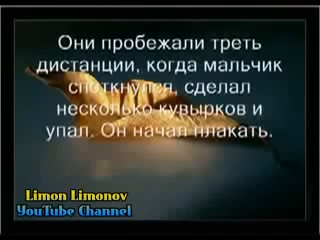 Они пробежали треть
дистанции, когда мальчик
споткнулся, сделал
несколько кувырков и
упал. Он начал плакать.
Limon Limonov
YouTube Channel